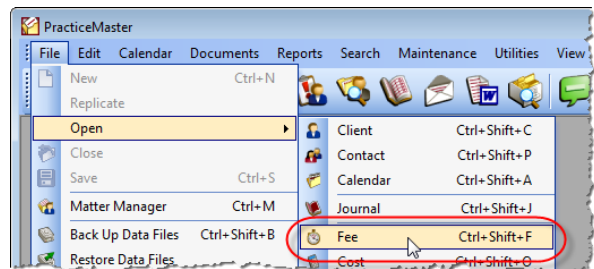 PracticeMaster
File Edit Calendar Documents Reports Search Maintenance Utilities View
New Ctrl+N
Replicate
Open
Client Ctrl+Shift+C
Close
Contact Ctrl+Shift+P
Save Ctrl+S
Calendar Ctrl+Shift+A
Matter Manager Ctrl+M
Journal Ctrl+Shift+J
Back Up Data Files Ctrl+Shift+B
Fee Ctrl+Shift+F
Restore Data Files
Cost Ctrl+Shift+O